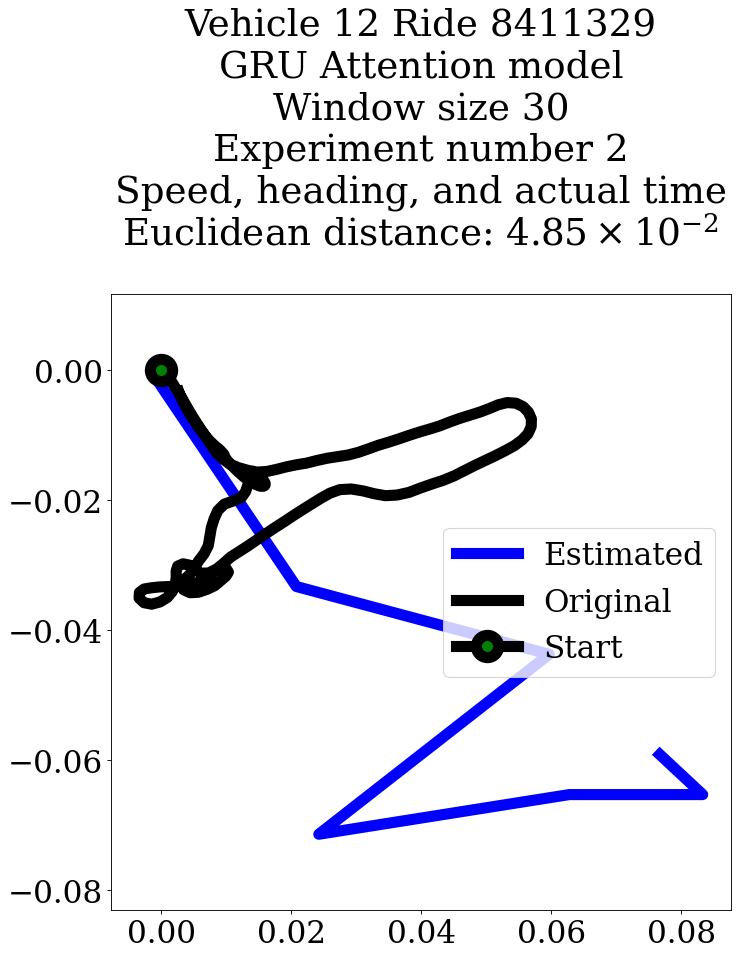 Vehicle 12 Ride 8411329
GRU Attention model
Window size 30
Experiment number 2
Speed, heading, and actual time
Euclidean distance: 4.85 × 10⁻²
0.00
−0.02
−0.04
−0.06
−0.08
Estimated
Original
Start
0.00 0.02 0.04 0.06 0.08